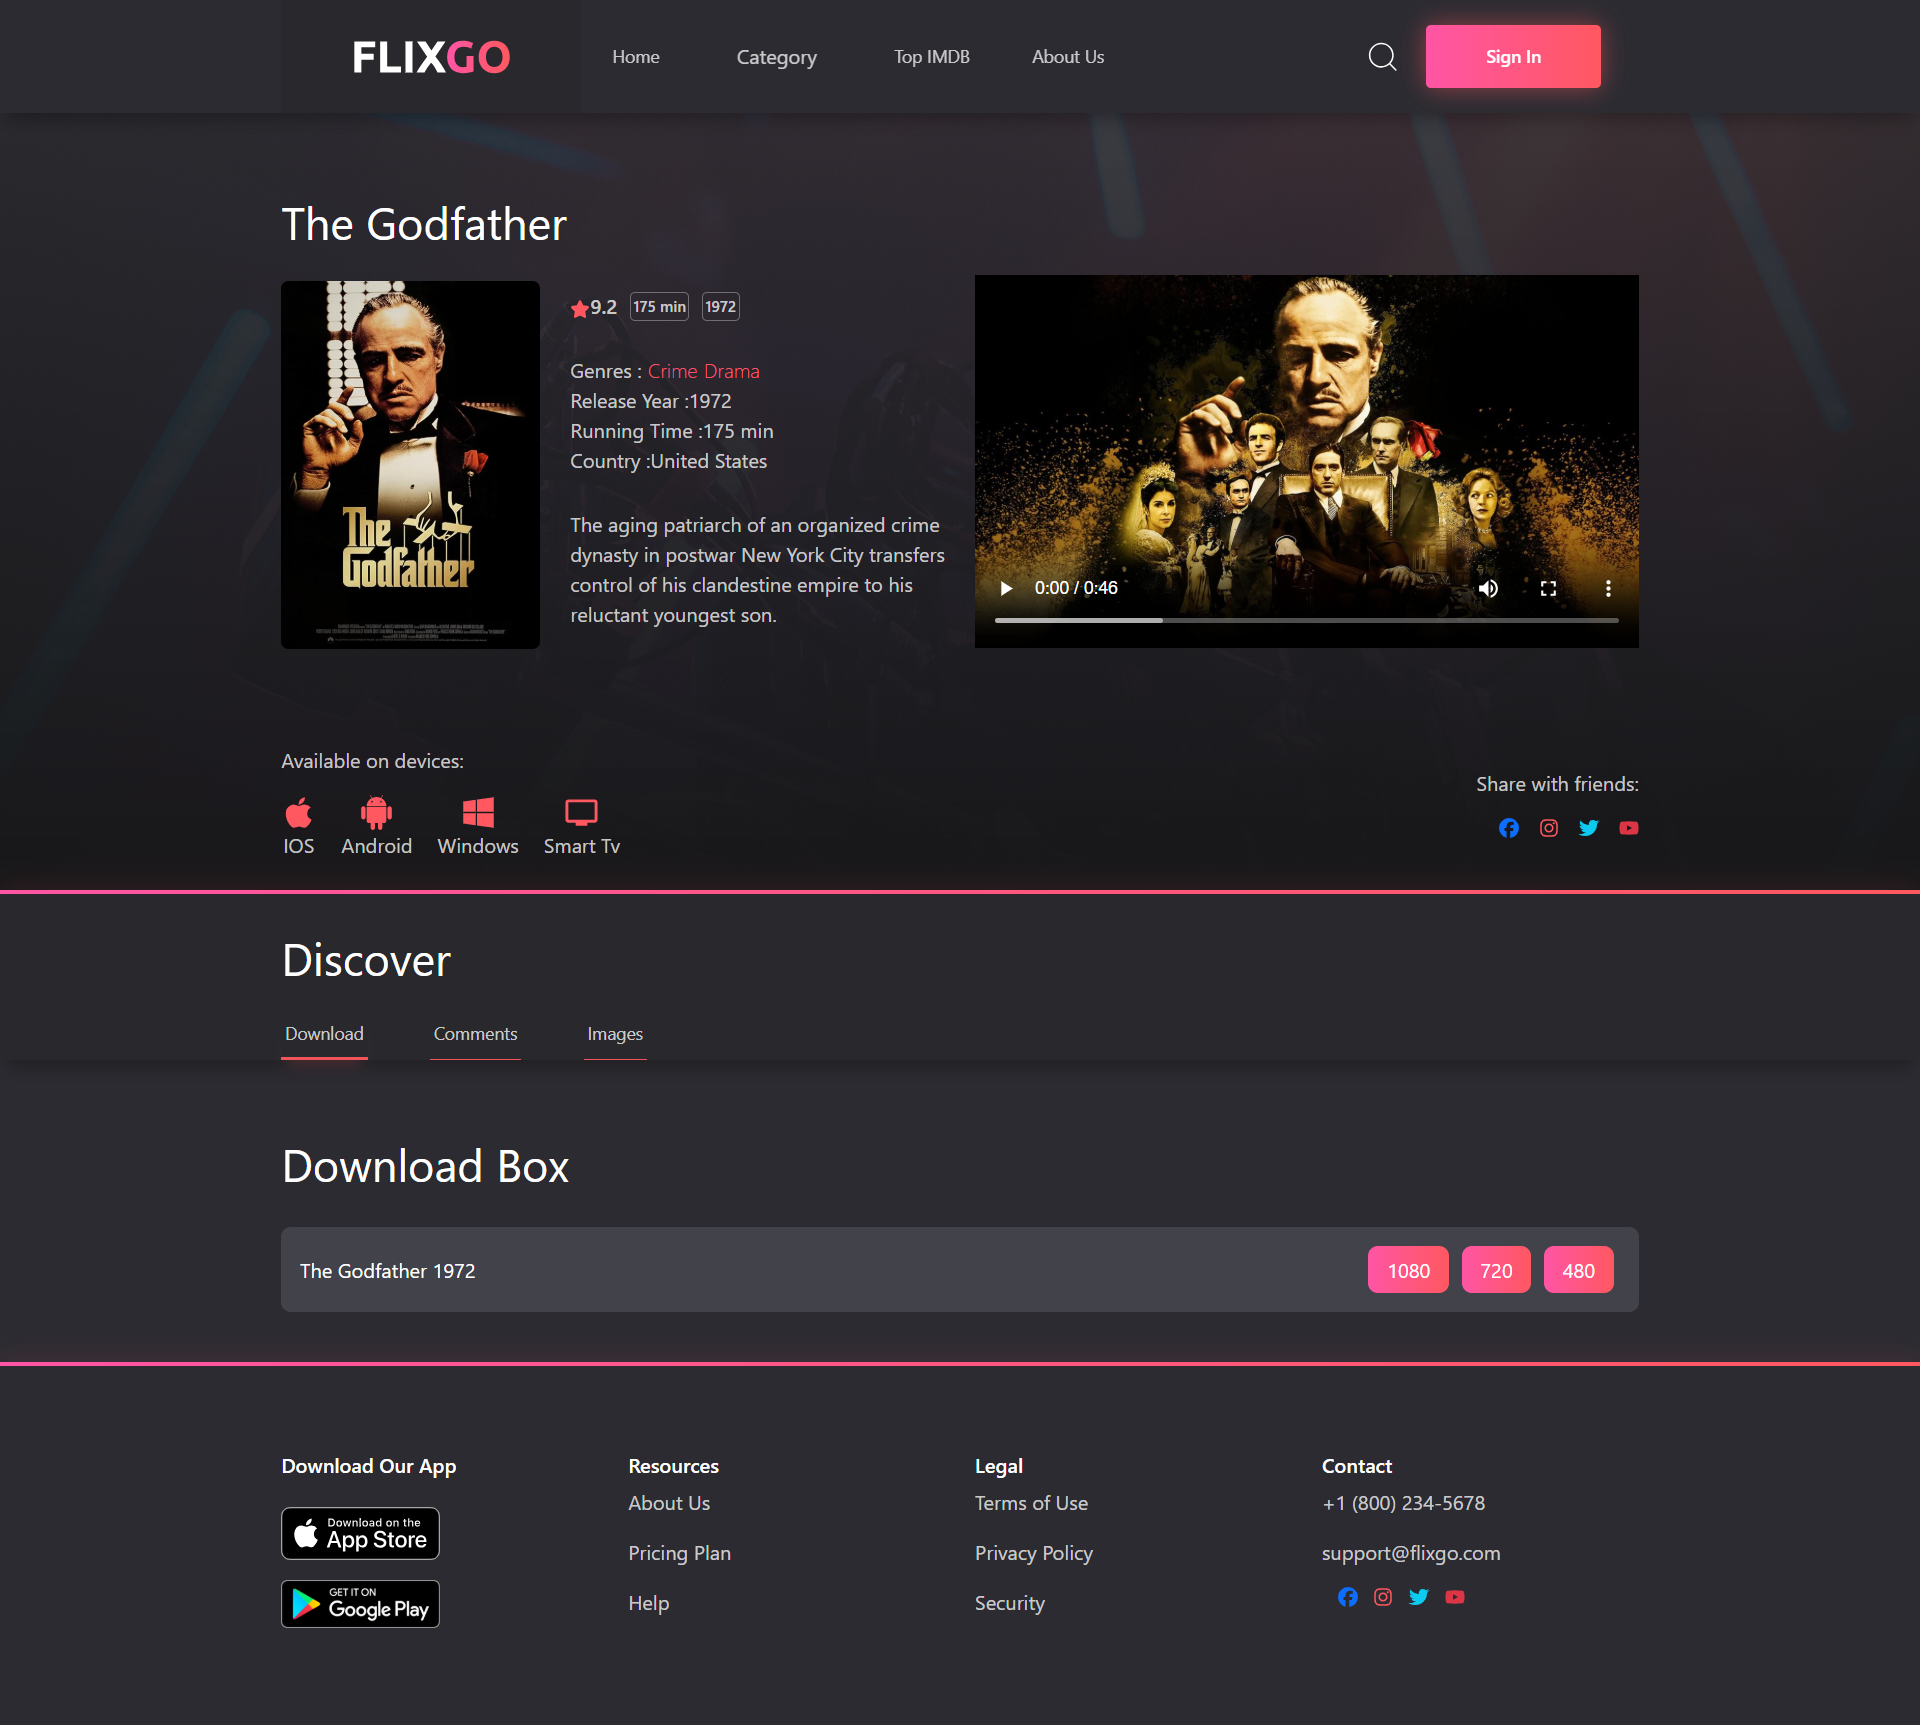 FLIXGO
Home
Category
Top IMDB
About Us
Sign In
The Godfather
9.2
175 min
1972
Genres : Crime Drama
Release Year :1972
Running Time :175 min
Country :United States
The aging patriarch of an organized crime
dynasty in postwar New York City transfers
control of his clandestine empire to his
reluctant youngest son.
The
Godfather
0:00 / 0:46
Available on devices:
IOS
Android
Windows
Smart Tv
Share with friends:
Discover
Download
Comments
Images
Download Box
The Godfather 1972
1080
720
480
Download Our App
Download on the
App Store
GET IT ON
Google Play
Resources
About Us
Pricing Plan
Help
Legal
Terms of Use
Privacy Policy
Security
Contact
+1 (800) 234-5678
support@flixgo.com